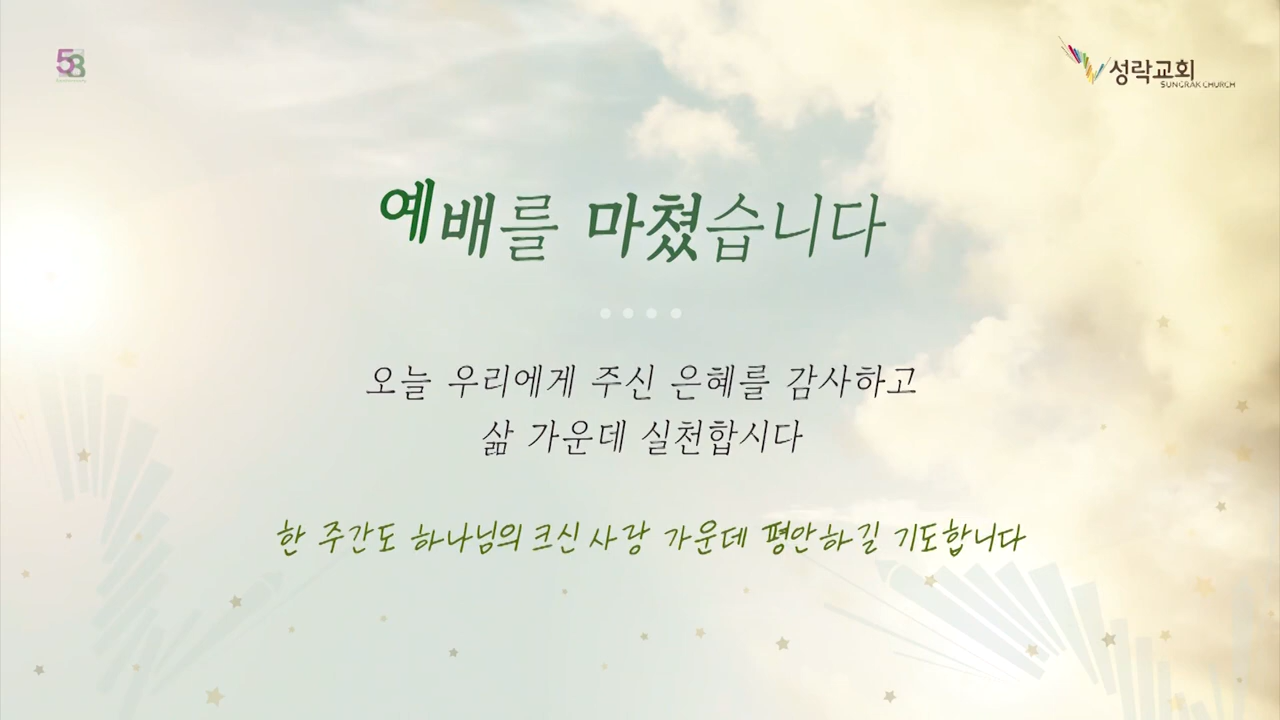 58
성락교회
SUNGRAK CHURCH
예배를 마쳤습니다
오늘 우리에게 주신 은혜를 감사하고
삶 가운데 실천합시다
한 주간도 하나님의 크신 사랑 가운데 평안하길 기도합니다